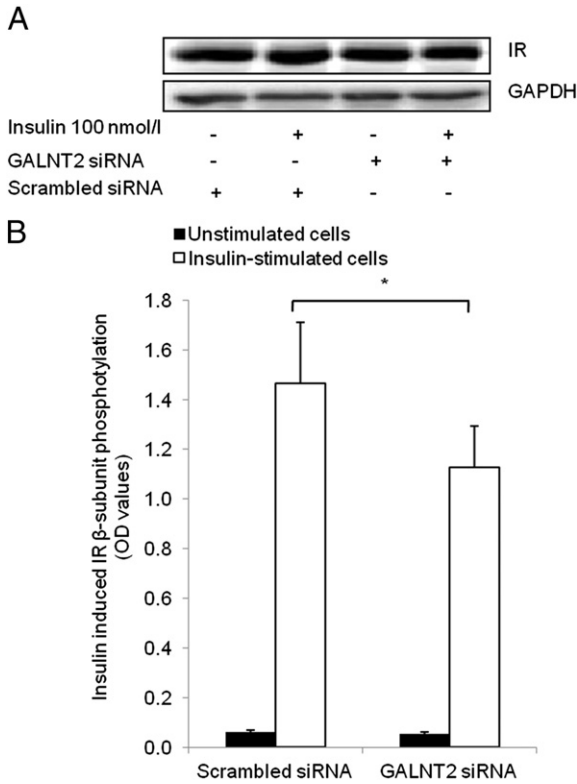 A
IR
GAPDH
Insulin 100 nmol/l - + - +
GALNT2 siRNA - - + +
Scrambled siRNA + + - -
B
Unstimulated cells
Insulin-stimulated cells
*
1.8
1.6
1.4
1.2
1.0
0.8
0.6
0.4
0.2
0.0
Insulin induced IR β-subunit phosphotylation
(OD values)
Scrambled siRNA GALNT2 siRNA